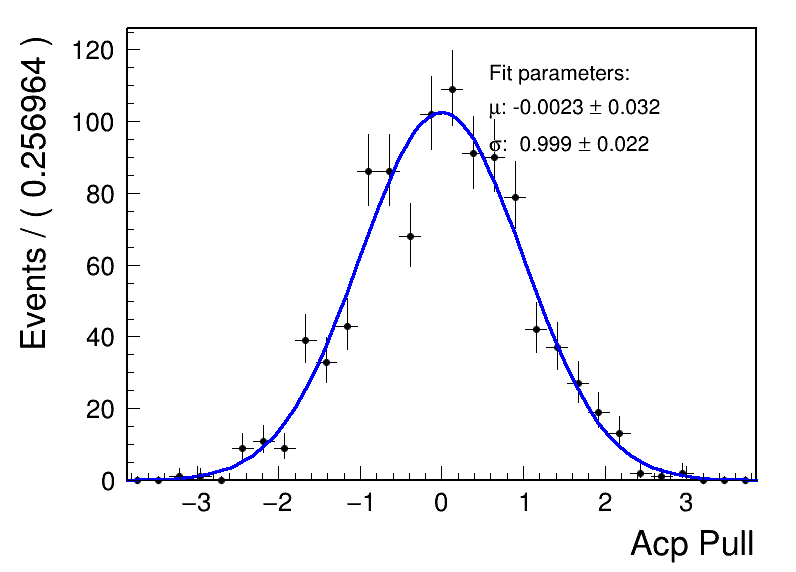 Events / ( 0.256964 )
120
100
80
60
40
20
0
Fit parameters:
μ: -0.0023 ± 0.032
σ: 0.999 ± 0.022
−3 −2 −1 0 1 2 3
Acp Pull